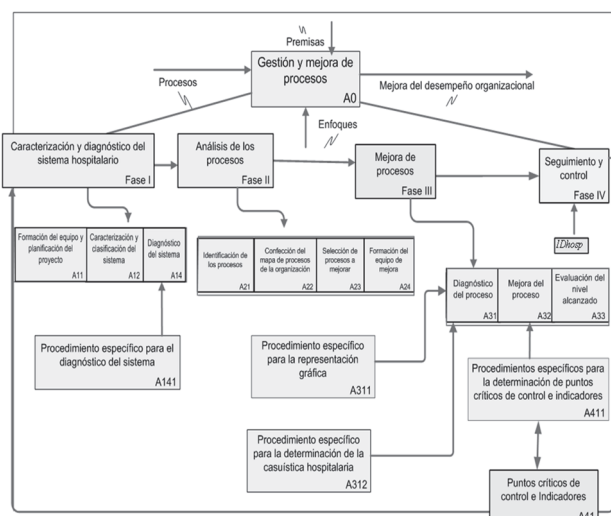 Premisas
Gestión y mejora de
procesos
A0
Procesos
Mejora del desempeño organizacional
Enfoques
Caracterización y diagnóstico del
sistema hospitalario
Fase I
Análisis de los
procesos
Fase II
Mejora de
procesos
Fase III
Seguimiento y
control
Fase IV
IDhosp
Formación del equipo y
planificación del
proyecto
A11
Caracterización y
clasificación del
sistema
A12
Diagnóstico
del sistema
A14
Identificación de
los procesos
A21
Confección del
mapa de procesos
de la organización
A22
Selección de
procesos a
mejorar
A23
Formación del
equipo de
mejora
A24
Diagnóstico
del proceso
A31
Mejora del
proceso
A32
Evaluación del
nivel
alcanzado
A33
Procedimiento específico para el
diagnóstico del sistema
A141
Procedimiento específico
para la representación
gráfica
A311
Procedimientos específicos para
la determinación de puntos
críticos de control e indicadores
A411
Procedimiento específico
para la determinación de la
casuística hospitalaria
A312
Puntos críticos de
control e Indicadores
A41